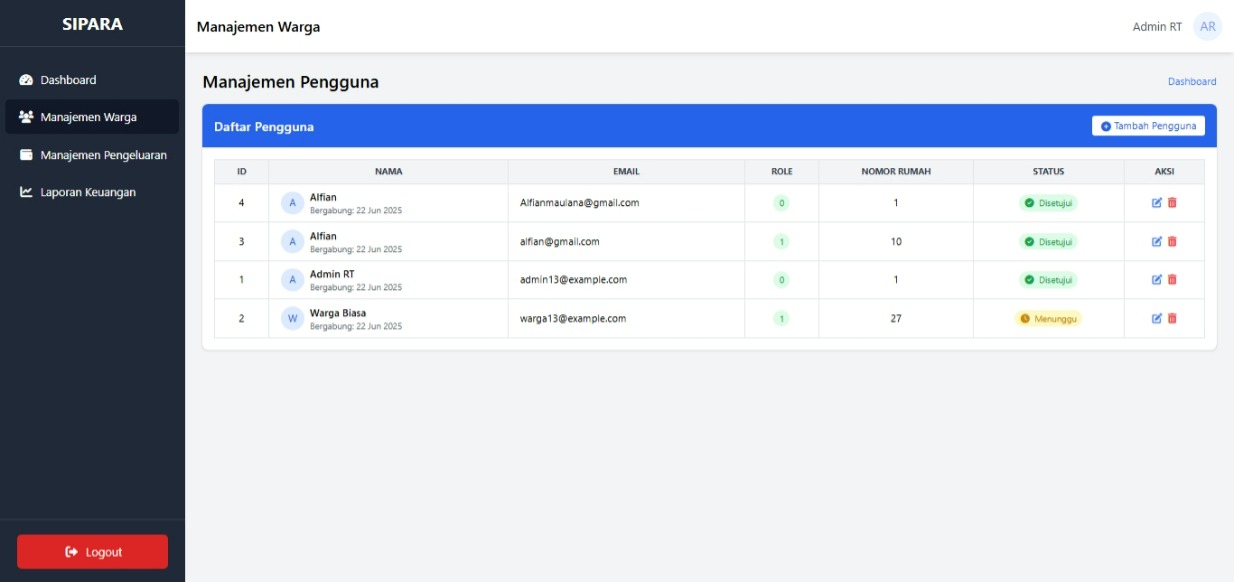 SIPARA
Manajemen Warga
Admin RT AR
Dashboard
Manajemen Warga
Manajemen Pengeluaran
Laporan Keuangan
Logout
Manajemen Pengguna
Dashboard
Daftar Pengguna
Tambah Pengguna
ID NAMA EMAIL ROLE NOMOR RUMAH STATUS AKSI
4 A Alfian Alfianmaulana@gmail.com 0 1 Disetujui
Bergabung: 22 Jun 2025
3 A Alfian alfian@gmail.com 1 10 Disetujui
Bergabung: 22 Jun 2025
1 A Admin RT admin13@example.com 0 1 Disetujui
Bergabung: 22 Jun 2025
2 W Warga Biasa warga13@example.com 1 27 Menunggu
Bergabung: 22 Jun 2025